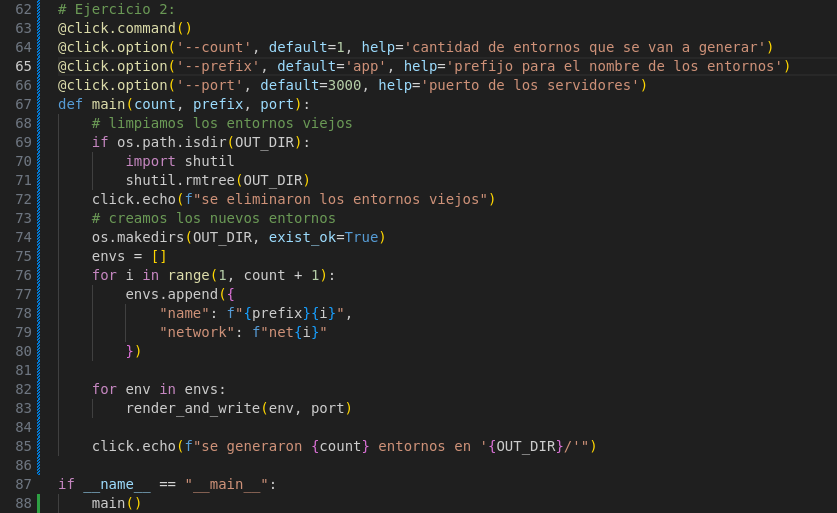 62 # Ejercicio 2:
63 @click.command()
64 @click.option('--count', default=1, help='cantidad de entornos que se van a generar')
65 @click.option('--prefix', default='app', help='prefijo para el nombre de los entornos')
66 @click.option('--port', default=3000, help='puerto de los servidores')
67 def main(count, prefix, port):
68     # limpiamos los entornos viejos
69     if os.path.isdir(OUT_DIR):
70         import shutil
71         shutil.rmtree(OUT_DIR)
72     click.echo(f"se eliminaron los entornos viejos")
73     # creamos los nuevos entornos
74     os.makedirs(OUT_DIR, exist_ok=True)
75     envs = []
76     for i in range(1, count + 1):
77         envs.append({
78             "name": f"{prefix}{i}",
79             "network": f"net{i}"
80         })
81
82     for env in envs:
83         render_and_write(env, port)
84
85     click.echo(f"se generaron {count} entornos en '{OUT_DIR}/'")
86
87 if __name__ == "__main__":
88     main()